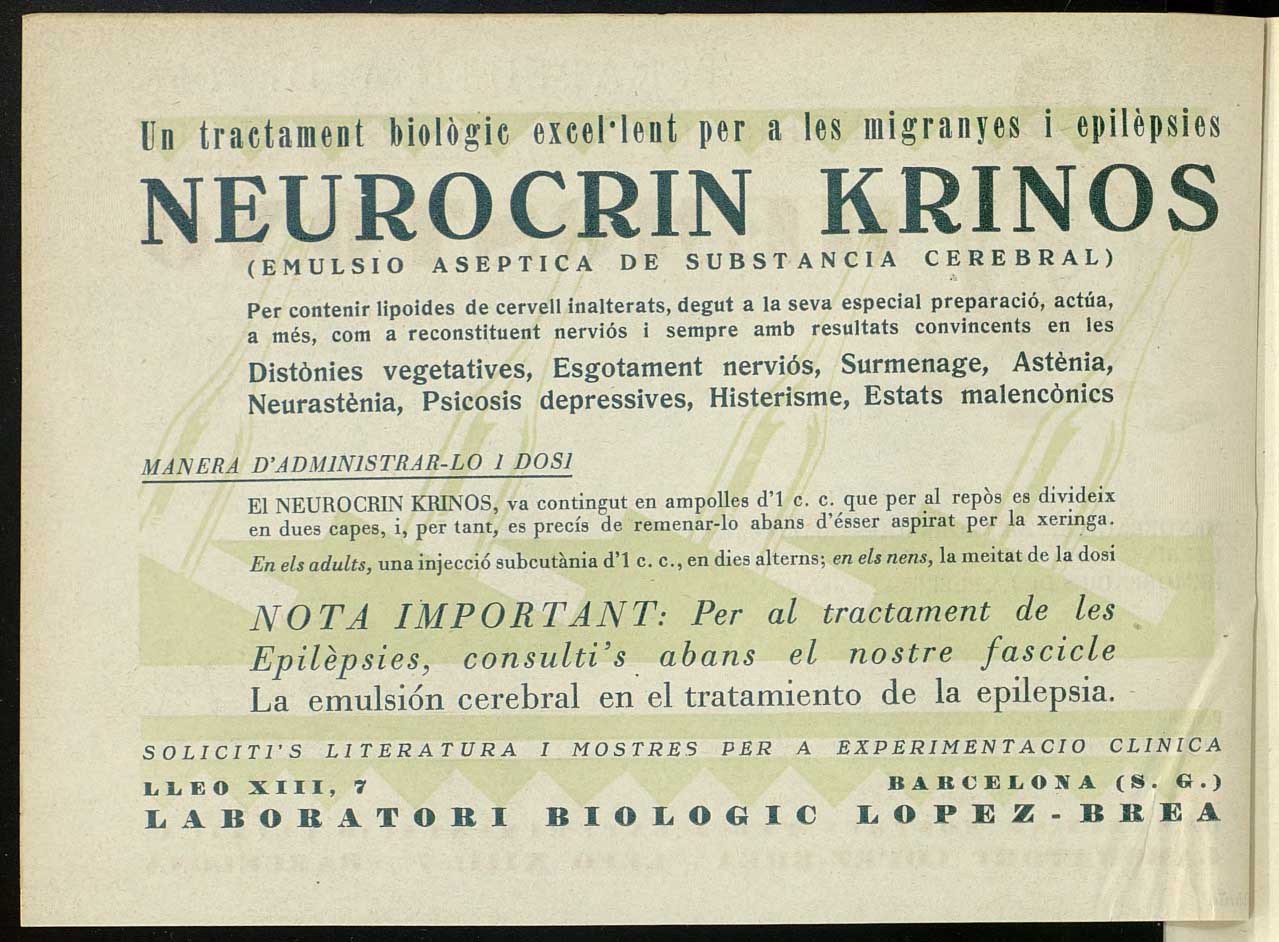 Un tractament biològic excel·lent per a les migranyes i epilèpsies
NEUROCRIN KRINOS
(EMULSIO ASEPTICA DE SUBSTANCIA CEREBRAL)
Per contenir lipoides de cervell inalterats, degut a la seva especial preparació, actúa,
a més, com a reconstituent nerviós i sempre amb resultats convincents en les
Distònies vegetatives, Esgotament nerviós, Surmenage, Astènia,
Neurastènia, Psicosis depressives, Histerisme, Estats malencònics
MANERA D'ADMINISTRAR-LO I DOSI
El NEUROCRIN KRINOS, va contingut en ampolles d'1 c. c. que per al repòs es divideix
en dues capes, i, per tant, es precís de remenar-lo abans d'ésser aspirat per la xeringa.
En els adults, una injecció subcutània d'1 c. c., en dies alterns; en els nens, la meitat de la dosi
NOTA IMPORTANT: Per al tractament de les
Epilèpsies, consulti's abans el nostre fascicle
La emulsión cerebral en el tratamiento de la epilepsia.
SOLICITI'S LITERATURA I MOSTRES PER A EXPERIMENTACIO CLINICA
LLEO XIII, 7 BARCELONA (S. G.)
LABORATORI BIOLOGIC LOPEZ-BREA